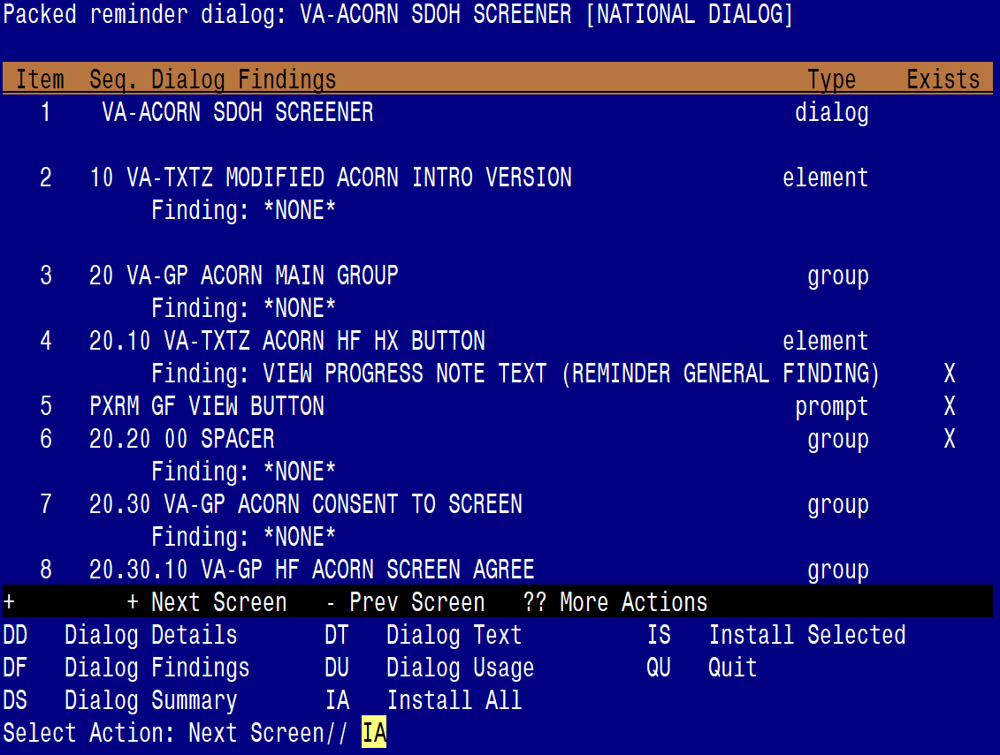 Packed reminder dialog: VA-ACORN SDOH SCREENER [NATIONAL DIALOG]
Item Seq. Dialog Findings Type Exists
1 VA-ACORN SDOH SCREENER dialog
2 10 VA-TXTZ MODIFIED ACORN INTRO VERSION element
Finding: *NONE*
3 20 VA-GP ACORN MAIN GROUP group
Finding: *NONE*
4 20.10 VA-TXTZ ACORN HF HX BUTTON element
Finding: VIEW PROGRESS NOTE TEXT (REMINDER GENERAL FINDING) X
5 PXRM GF VIEW BUTTON prompt X
6 20.20 00 SPACER group X
Finding: *NONE*
7 20.30 VA-GP ACORN CONSENT TO SCREEN group
Finding: *NONE*
8 20.30.10 VA-GP HF ACORN SCREEN AGREE group
+ + Next Screen - Prev Screen ?? More Actions
DD Dialog Details DT Dialog Text IS Install Selected
DF Dialog Findings DU Dialog Usage QU Quit
DS Dialog Summary IA Install All
Select Action: Next Screen// IA